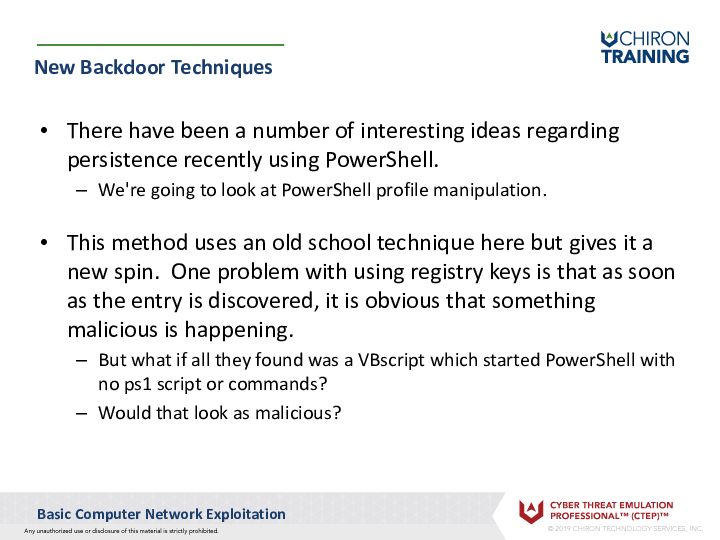 CHIRON
TRAINING
New Backdoor Techniques
• There have been a number of interesting ideas regarding
persistence recently using PowerShell.
– We're going to look at PowerShell profile manipulation.
• This method uses an old school technique here but gives it a
new spin.  One problem with using registry keys is that as soon
as the entry is discovered, it is obvious that something
malicious is happening.
– But what if all they found was a VBscript which started PowerShell with
no ps1 script or commands?
– Would that look as malicious?
Basic Computer Network Exploitation
Any unauthorized use or disclosure of this material is strictly prohibited.
CYBER THREAT EMULATION
PROFESSIONAL™ (CTEP)™
© 2019 CHIRON TECHNOLOGY SERVICES, INC.